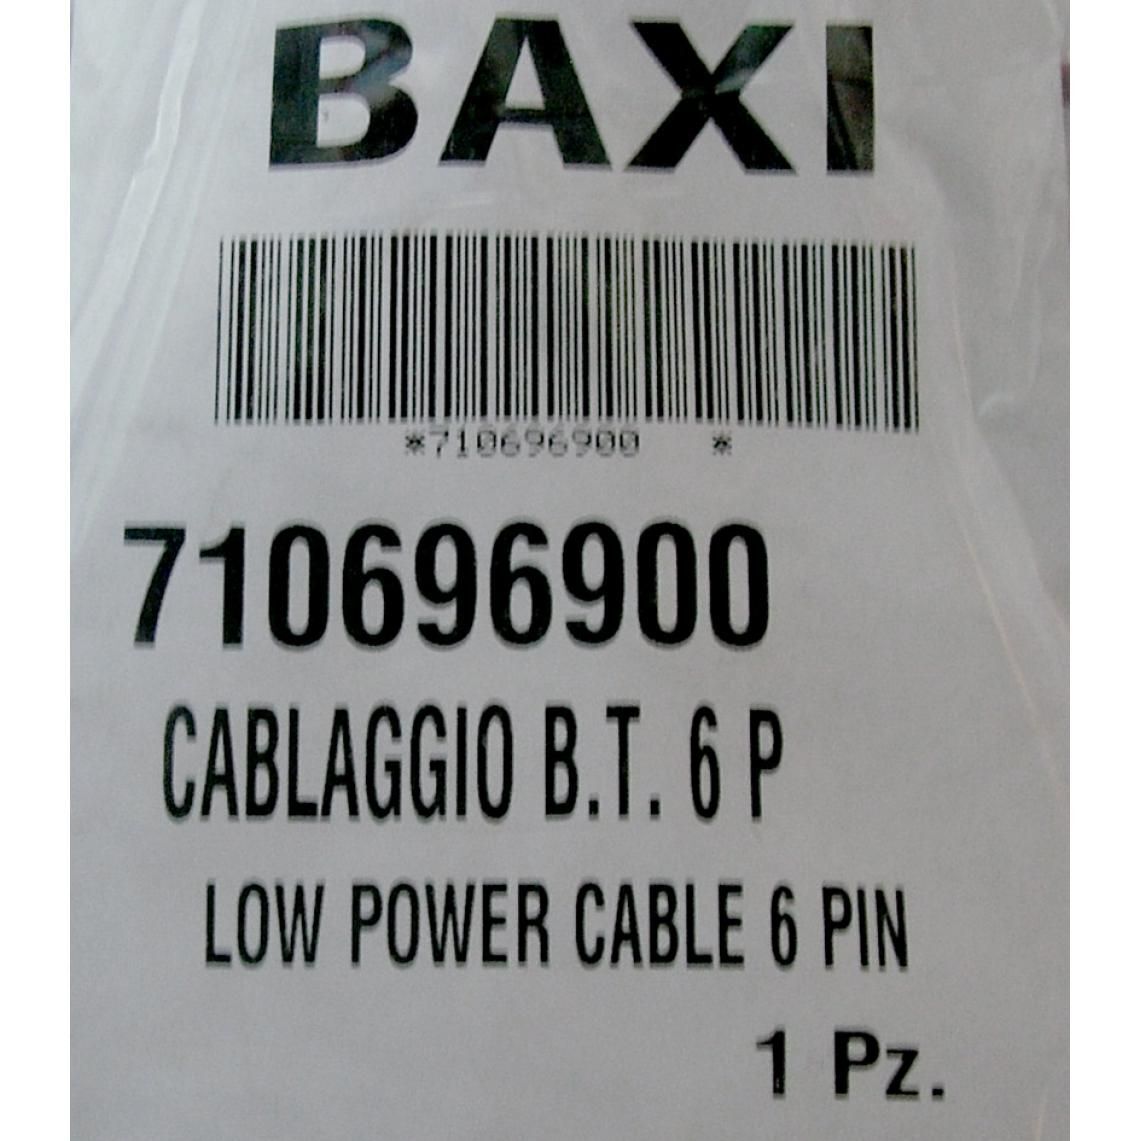 BAXI
*710696900 *
710696900
CABLAGGIO B.T. 6 P
LOW POWER CABLE 6 PIN
1 Pz.